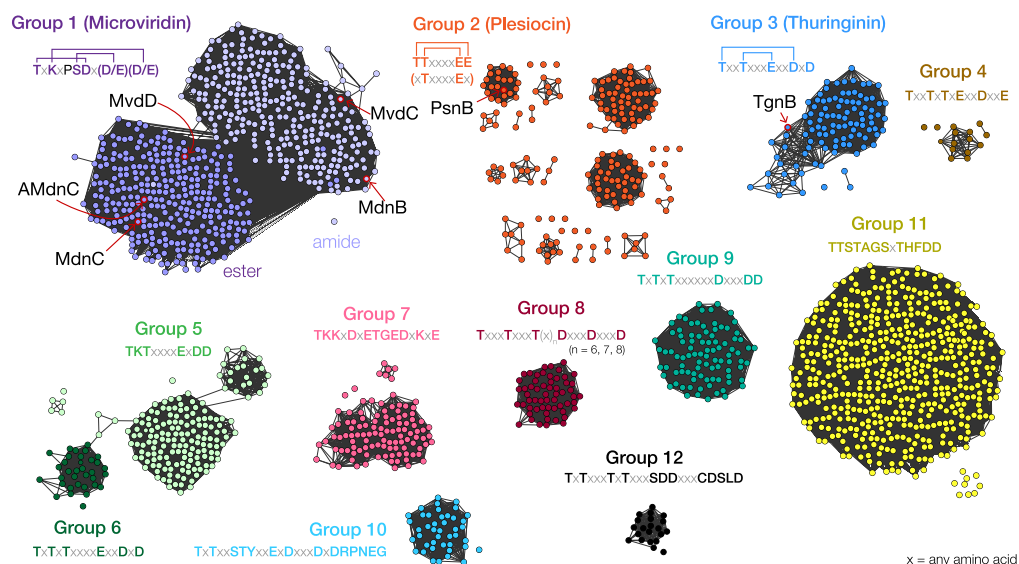 Group 1 (Microviridin)
TxKxPSDx(D/E)(D/E)
MvdD
MvdC
AMdnC
MdnB
MdnC
amide
ester
Group 2 (Plesiocin)
TTxxxxEE
(xTxxxxEx)
PsnB
Group 3 (Thuringinin)
TxxTxxxExxDxD
TgnB
Group 4
TxxTxTxExxDxxE
Group 11
TTSTAGSxTHFDD
Group 9
TxTxTxxxxxxDxxxDD
Group 5
TKTxxxxExDD
Group 7
TKKxDxETGEDxKxE
Group 8
TxxxTxxxT(x)nDxxxDxxxD
(n = 6, 7, 8)
Group 12
TxTxxxTxTxxxSDDxxxCDSLD
Group 6
TxTxTxxxxExxDxD
Group 10
TxTxxSTYxxExDxxxDxDRPNEG
x = any amino acid